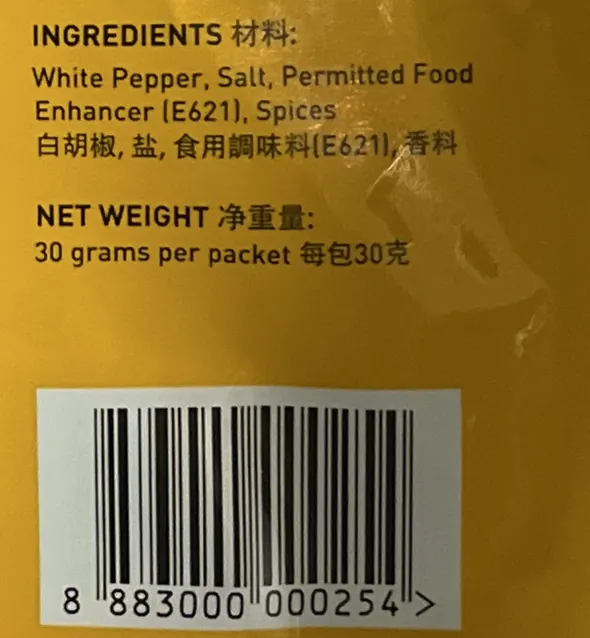 INGREDIENTS 材料:
White Pepper, Salt, Permitted Food
Enhancer (E621), Spices
白胡椒, 盐, 食用調味料(E621), 香料
NET WEIGHT 净重量:
30 grams per packet 每包30克
8 883000 000254 >